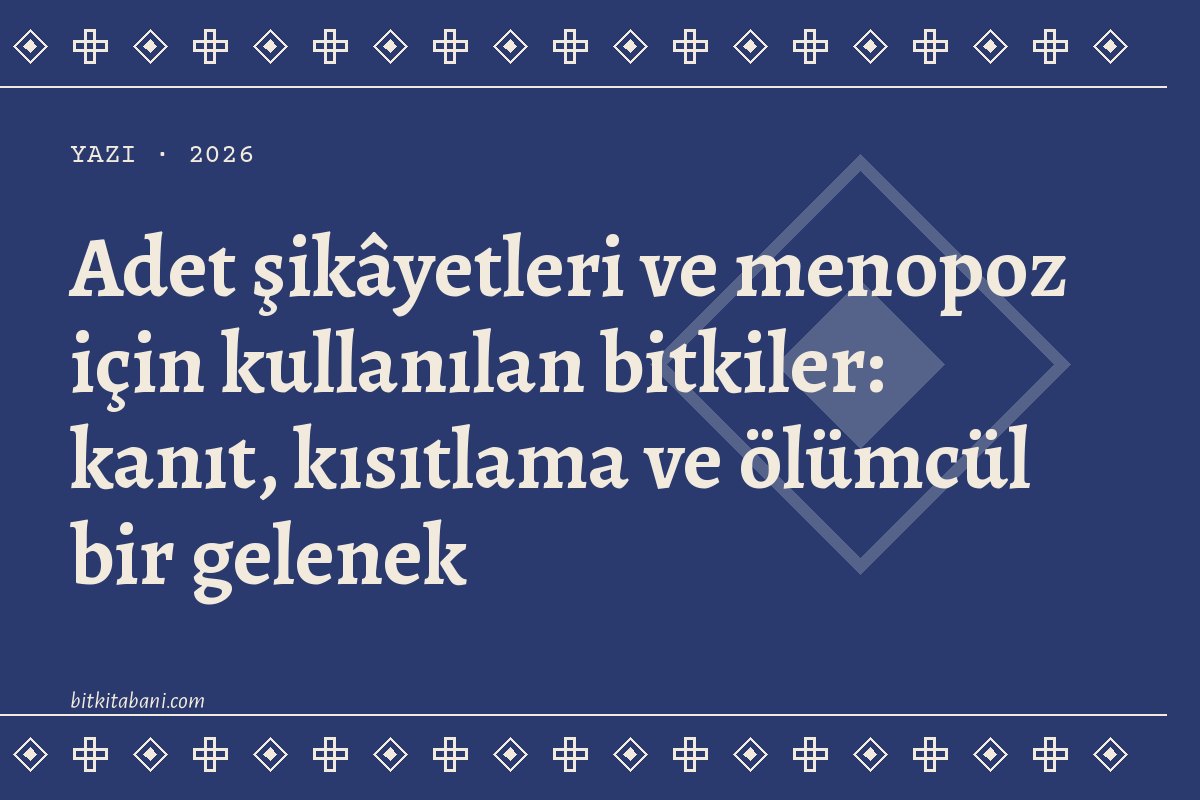 YAZI · 2026
Adet şikâyetleri ve menopoz
için kullanılan bitkiler:
kanıt, kısıtlama ve ölümcül
bir gelenek
bitkitabani.com